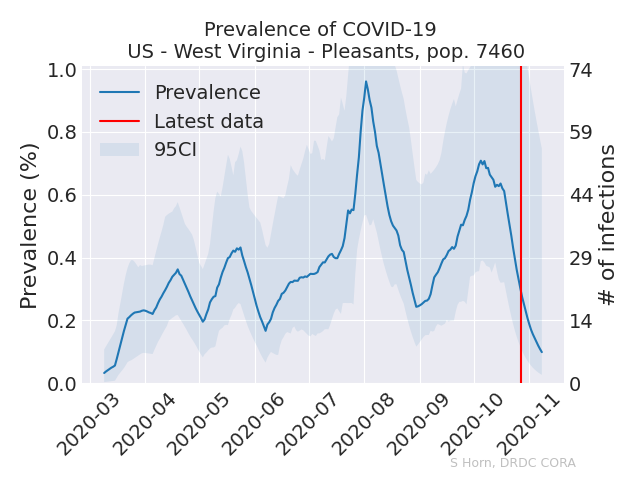 Prevalence of COVID-19
US - West Virginia - Pleasants, pop. 7460
Prevalence (%)
1.0
0.8
0.6
0.4
0.2
0.0
Prevalence
Latest data
95CI
74
59
44
29
14
0
# of infections
2020-03
2020-04
2020-05
2020-06
2020-07
2020-08
2020-09
2020-10
2020-11
S Horn, DRDC CORA